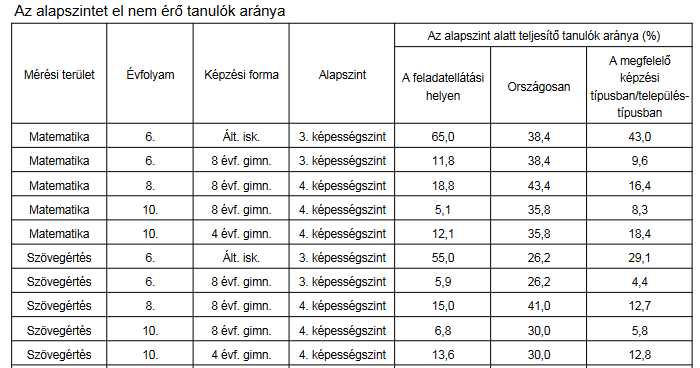 Az alapszintet el nem érő tanulók aránya
Mérési terület Évfolyam Képzési forma Alapszint Az alapszint alatt teljesítő tanulók aránya (%)
A feladatellátási helyen Országosan A megfelelő képzési típusban/település-típusban
Matematika 6. Ált. isk. 3. képességszint 65,0 38,4 43,0
Matematika 6. 8 évf. gimn. 3. képességszint 11,8 38,4 9,6
Matematika 8. 8 évf. gimn. 4. képességszint 18,8 43,4 16,4
Matematika 10. 8 évf. gimn. 4. képességszint 5,1 35,8 8,3
Matematika 10. 4 évf. gimn. 4. képességszint 12,1 35,8 18,4
Szövegértés 6. Ált. isk. 3. képességszint 55,0 26,2 29,1
Szövegértés 6. 8 évf. gimn. 3. képességszint 5,9 26,2 4,4
Szövegértés 8. 8 évf. gimn. 4. képességszint 15,0 41,0 12,7
Szövegértés 10. 8 évf. gimn. 4. képességszint 6,8 30,0 5,8
Szövegértés 10. 4 évf. gimn. 4. képességszint 13,6 30,0 12,8